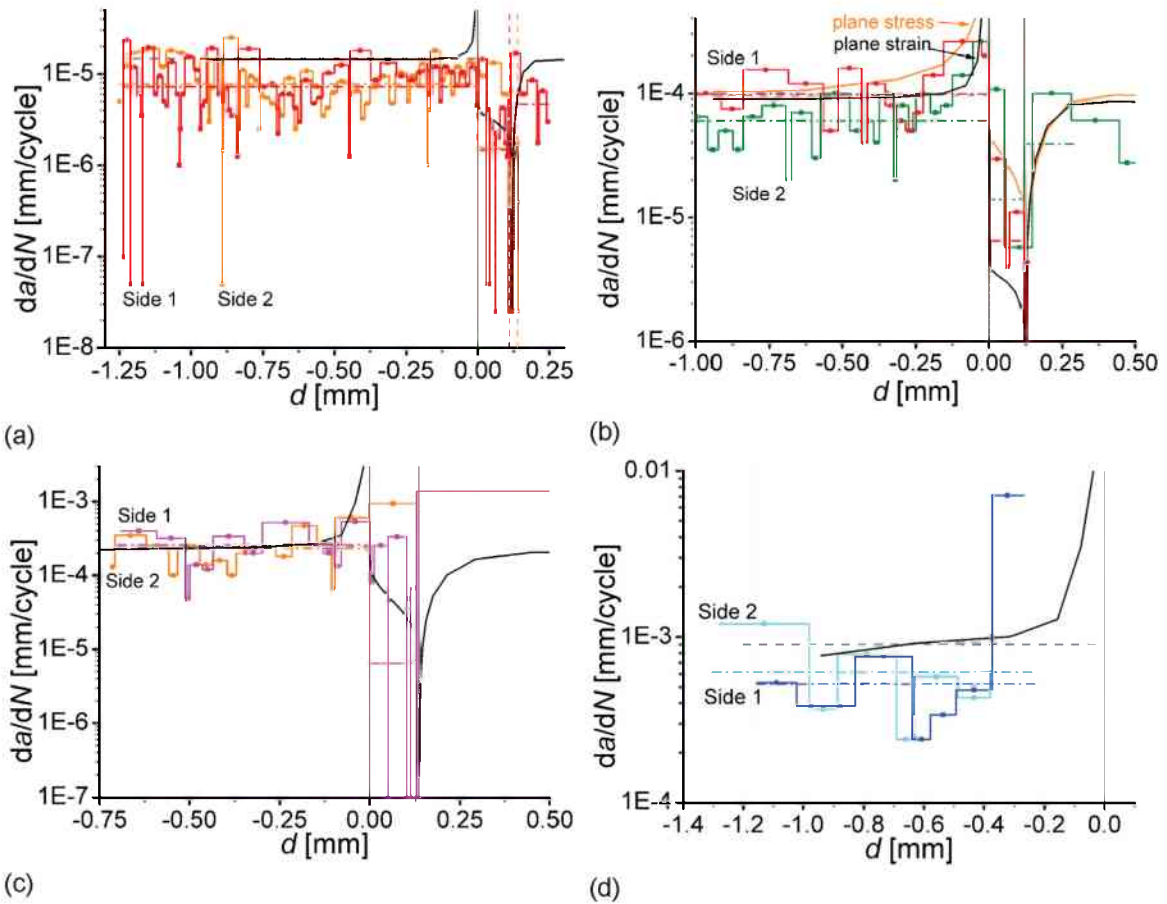 1E-5
1E-6
1E-7
1E-8
da/dN [mm/cycle]
Side 1
Side 2
-1.25 -1.00 -0.75 -0.50 -0.25 0.00 0.25
d [mm]
(a)
plane stress
plane strain
Side 1
1E-4
1E-5
1E-6
da/dN [mm/cycle]
Side 2
-1.00 -0.75 -0.50 -0.25 0.00 0.25 0.50
d [mm]
(b)
1E-3
1E-4
1E-5
1E-6
1E-7
da/dN [mm/cycle]
Side 1
Side 2
-0.75 -0.50 -0.25 0.00 0.25 0.50
d [mm]
(c)
0.01
1E-3
1E-4
da/dN [mm/cycle]
Side 2
Side 1
-1.4 -1.2 -1.0 -0.8 -0.6 -0.4 -0.2 0.0
d [mm]
(d)